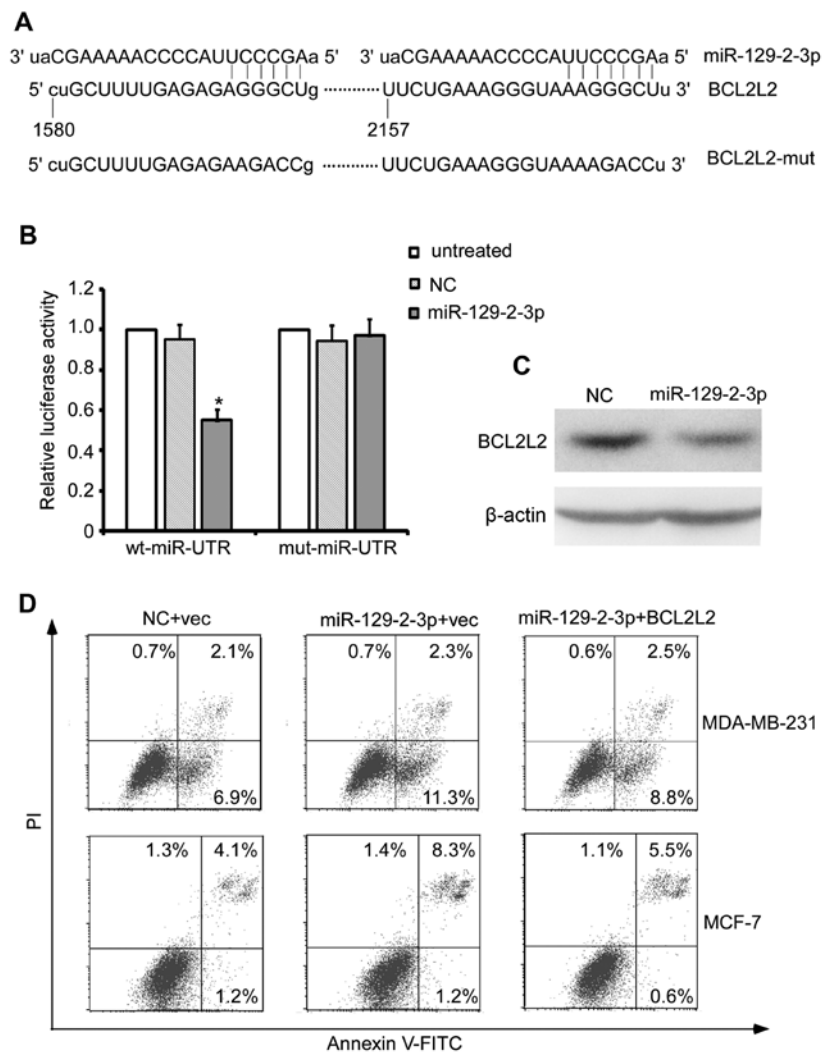 A
3' uaCGAAAAACCCCAUUCCCGAa 5' 3' uaCGAAAAACCCCAUUCCCGAa 5' miR-129-2-3p
5' cuGCUUUUGAGAGAGGGCUg ············ UUCUGAAAGGGUAAAGGGCUu 3' BCL2L2
1580 2157
5' cuGCUUUUGAGAGAAGACCg ············ UUCUGAAAGGGUAAAAGACCu 3' BCL2L2-mut
B
untreated
NC
miR-129-2-3p
Relative luciferase activity
1.2
1.0
0.8
0.6
0.4
0.2
0
*
wt-miR-UTR mut-miR-UTR
C
NC miR-129-2-3p
BCL2L2
β-actin
D
NC+vec miR-129-2-3p+vec miR-129-2-3p+BCL2L2
0.7% 2.1% 0.7% 2.3% 0.6% 2.5%
MDA-MB-231
6.9% 11.3% 8.8%
PI
1.3% 4.1% 1.4% 8.3% 1.1% 5.5%
MCF-7
1.2% 1.2% 0.6%
Annexin V-FITC